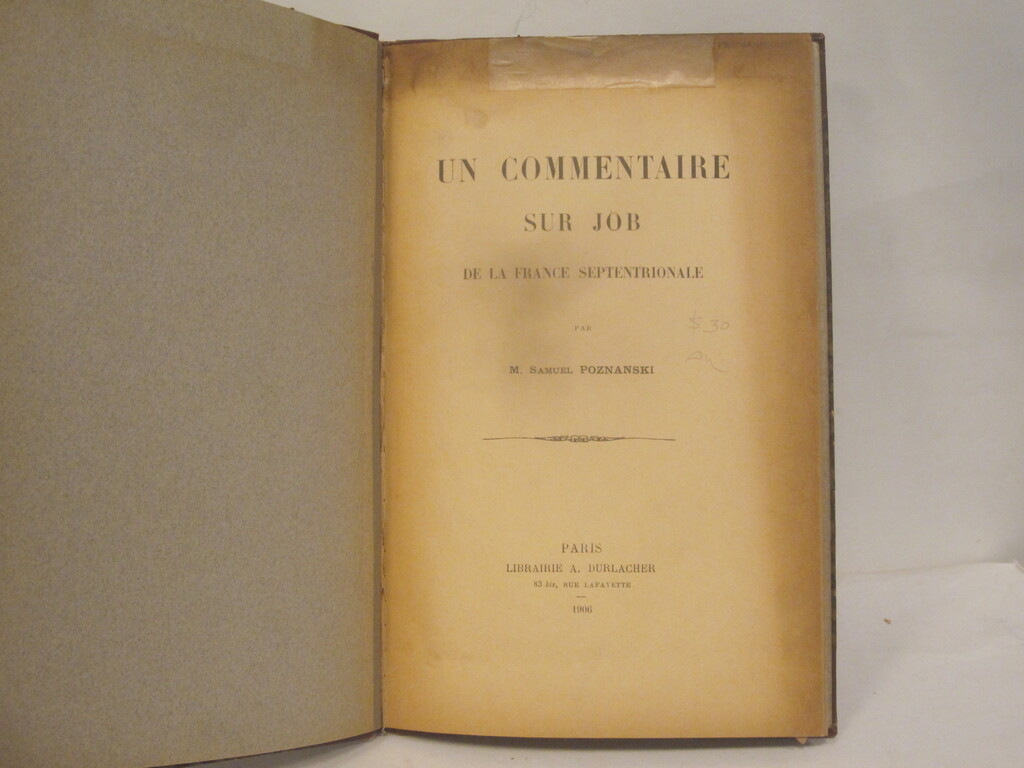 UN COMMENTAIRE
SUR JOB
DE LA FRANCE SEPTENTRIONALE
PAR
M. SAMUEL POZNANSKI
$ 30
PARIS
LIBRAIRIE A. DURLACHER
83 bis, RUE LAFAYETTE
1906